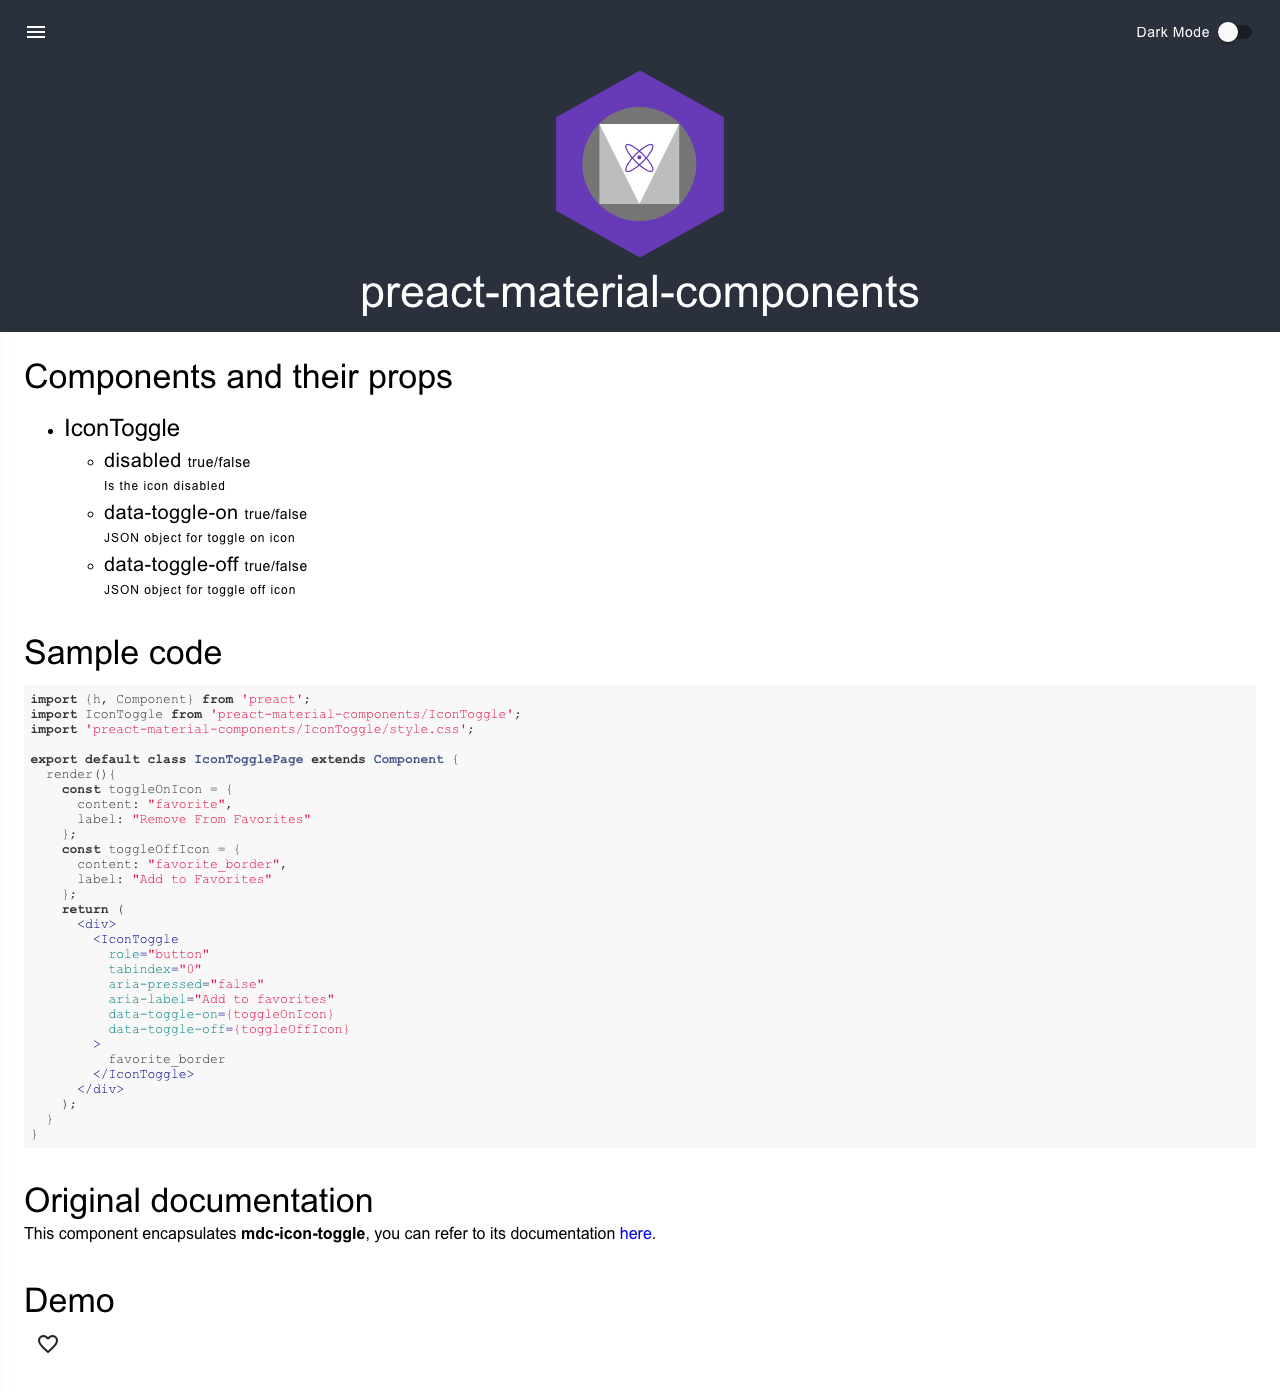 Dark Mode
preact-material-components
Components and their props
IconToggle
disabled true/false
Is the icon disabled
data-toggle-on true/false
JSON object for toggle on icon
data-toggle-off true/false
JSON object for toggle off icon
Sample code
import {h, Component} from 'preact';
import IconToggle from 'preact-material-components/IconToggle';
import 'preact-material-components/IconToggle/style.css';
export default class IconTogglePage extends Component {
render(){
const toggleOnIcon = {
content: "favorite",
label: "Remove From Favorites"
};
const toggleOffIcon = {
content: "favorite_border",
label: "Add to Favorites"
};
return (
<div>
<IconToggle
role="button"
tabindex="0"
aria-pressed="false"
aria-label="Add to favorites"
data-toggle-on={toggleOnIcon}
data-toggle-off={toggleOffIcon}
>
favorite_border
</IconToggle>
</div>
);
}
}
Original documentation
This component encapsulates mdc-icon-toggle, you can refer to its documentation here.
Demo